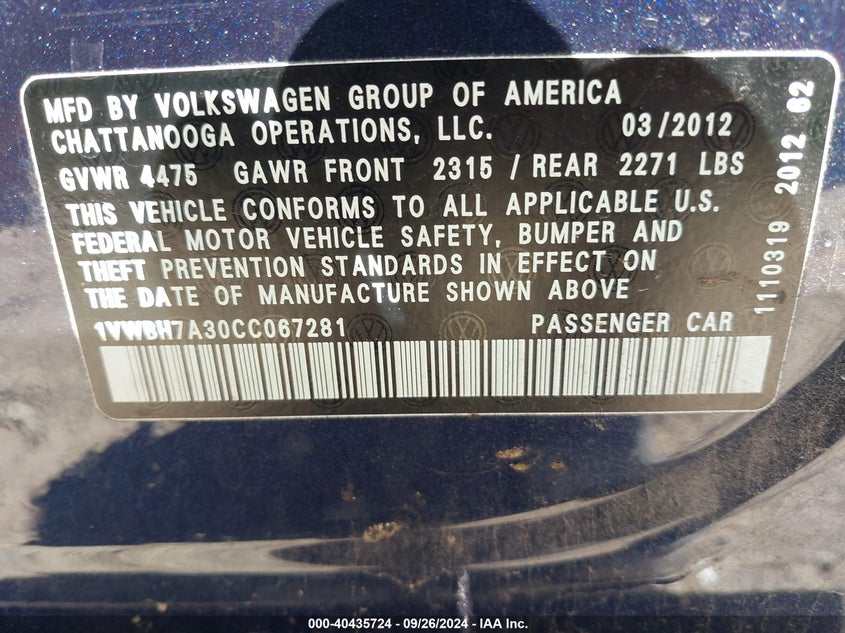 MFD BY VOLKSWAGEN GROUP OF AMERICA
CHATTANOOGA OPERATIONS, LLC. 03/2012
GVWR 4475 GAWR FRONT 2315 / REAR 2271 LBS
THIS VEHICLE CONFORMS TO ALL APPLICABLE U.S.
FEDERAL MOTOR VEHICLE SAFETY, BUMPER AND
THEFT PREVENTION STANDARDS IN EFFECT ON
THE DATE OF MANUFACTURE SHOWN ABOVE
1VWBH7A30CC067281 PASSENGER CAR
1110319 2012 62
000-40435724 - 09/26/2024 - IAA Inc.